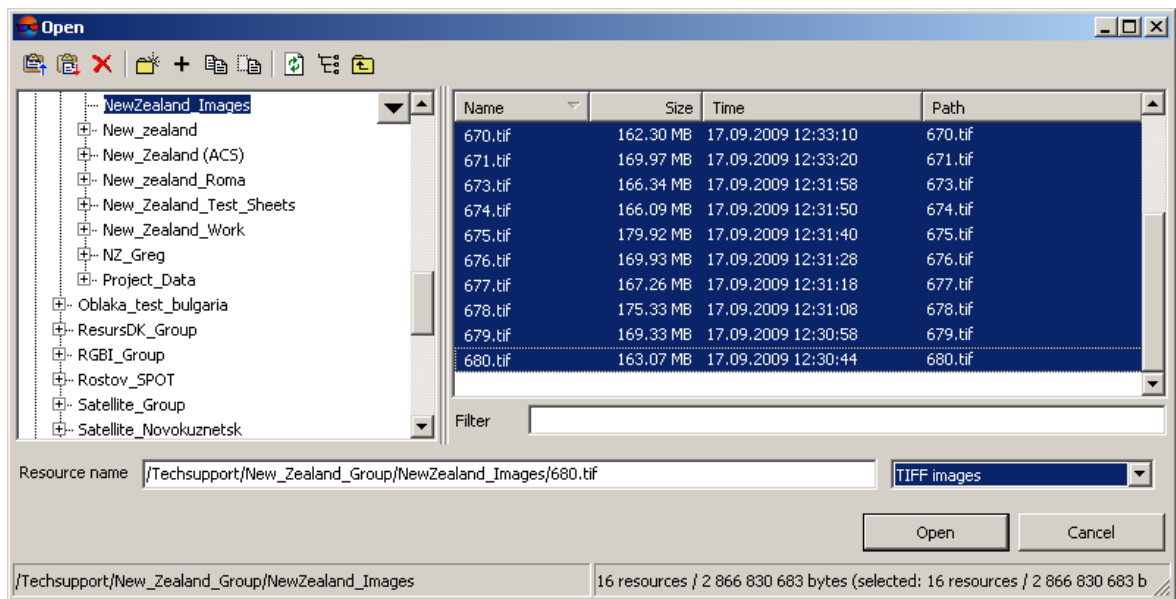 Open
NewZealand_Images
New_zealand
New_Zealand (ACS)
New_zealand_Roma
New_Zealand_Test_Sheets
New_Zealand_Work
NZ_Greg
Project_Data
Oblaka_test_bulgaria
ResursDK_Group
RGBI_Group
Rostov_SPOT
Satellite_Group
Satellite_Novokuznetsk
Name Size Time Path
670.tif 162.30 MB 17.09.2009 12:33:10 670.tif
671.tif 169.97 MB 17.09.2009 12:33:20 671.tif
673.tif 166.34 MB 17.09.2009 12:31:58 673.tif
674.tif 166.09 MB 17.09.2009 12:31:50 674.tif
675.tif 179.92 MB 17.09.2009 12:31:40 675.tif
676.tif 169.93 MB 17.09.2009 12:31:28 676.tif
677.tif 167.26 MB 17.09.2009 12:31:18 677.tif
678.tif 175.33 MB 17.09.2009 12:31:08 678.tif
679.tif 169.33 MB 17.09.2009 12:30:58 679.tif
680.tif 163.07 MB 17.09.2009 12:30:44 680.tif
Filter
Resource name /Techsupport/New_Zealand_Group/NewZealand_Images/680.tif TIFF images
Open Cancel
/Techsupport/New_Zealand_Group/NewZealand_Images 16 resources / 2 866 830 683 bytes (selected: 16 resources / 2 866 830 683 b